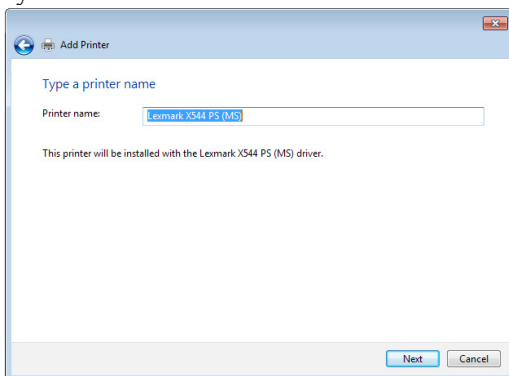 Add Printer
Type a printer name
Printer name: Lexmark X544 PS (MS)
This printer will be installed with the Lexmark X544 PS (MS) driver.
Next Cancel